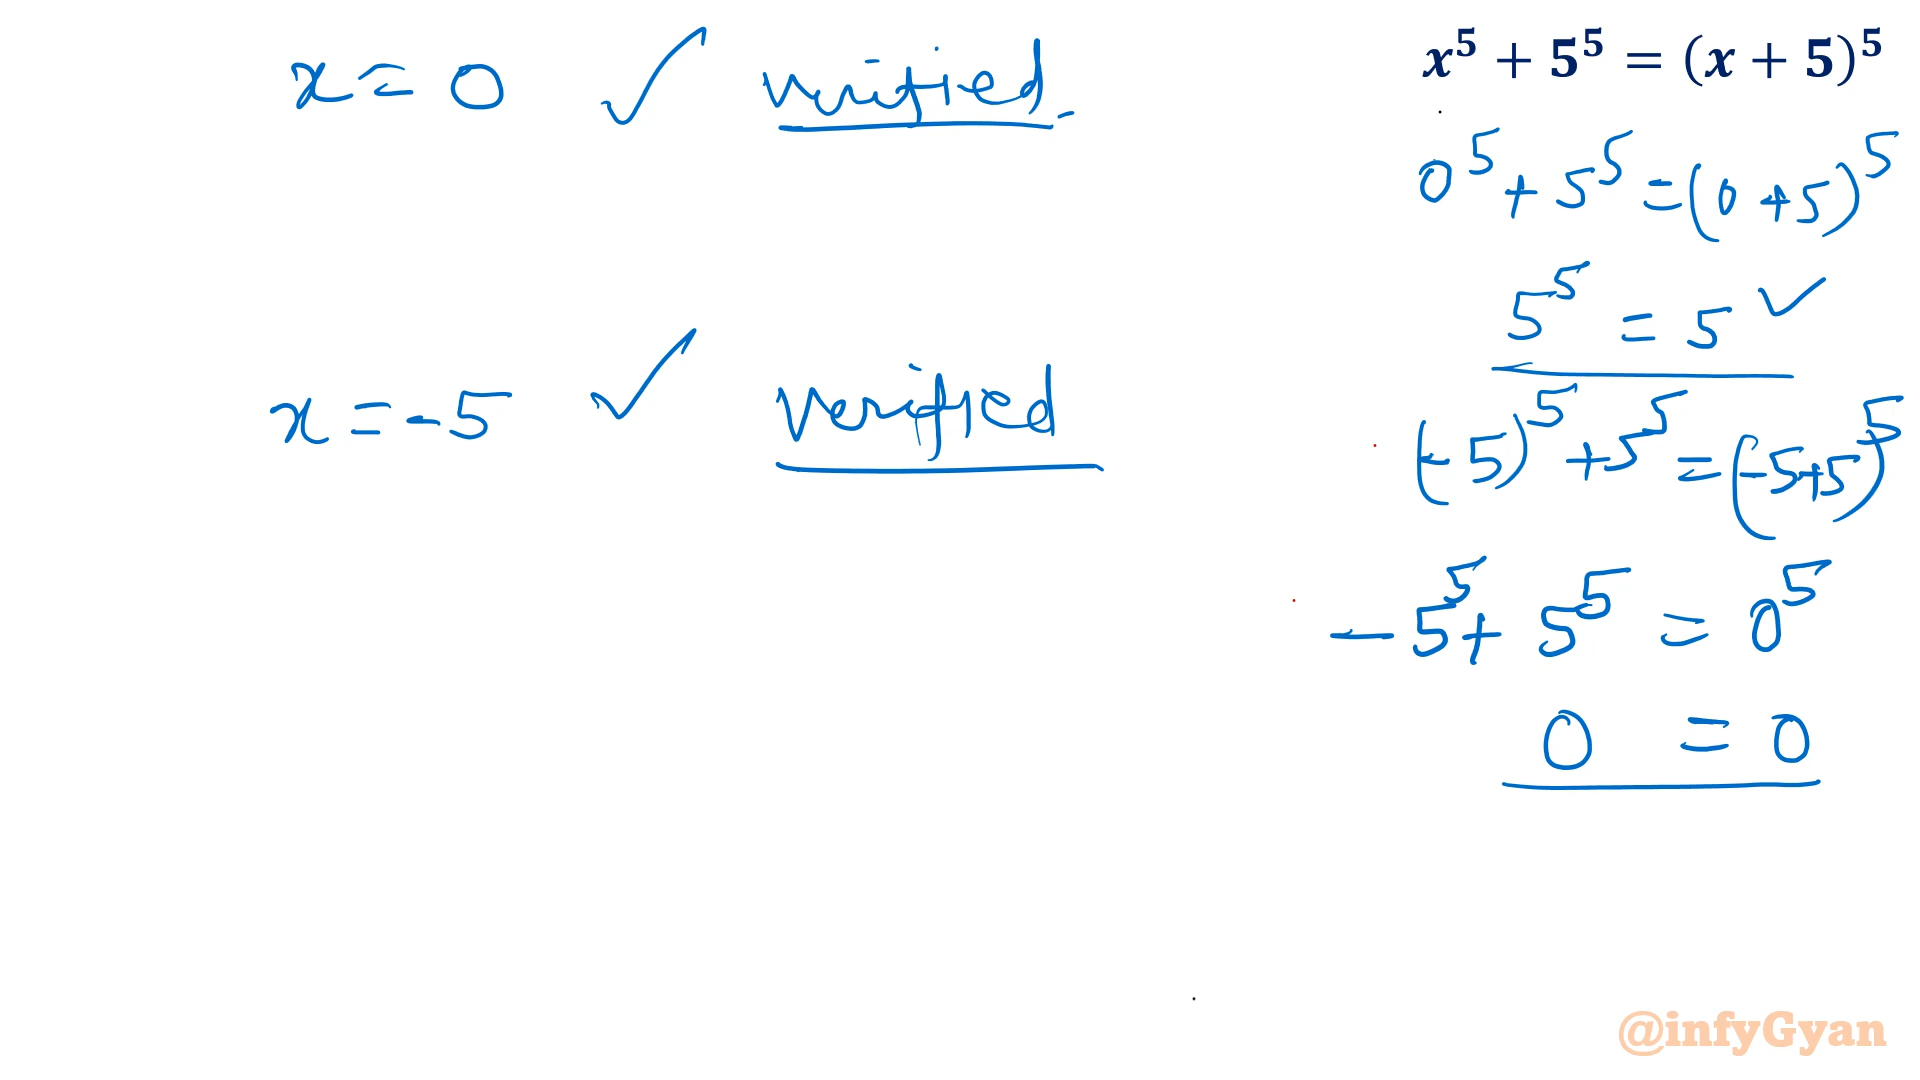 x = 0 ✓ verified.
x = -5 ✓ verified
x⁵ + 5⁵ = (x + 5)⁵
0⁵ + 5⁵ = (0 + 5)⁵
5⁵ = 5 ✓
(-5)⁵ + 5⁵ = (-5+5)⁵
-5⁵ + 5⁵ = 0⁵
0 = 0
@infyGyan